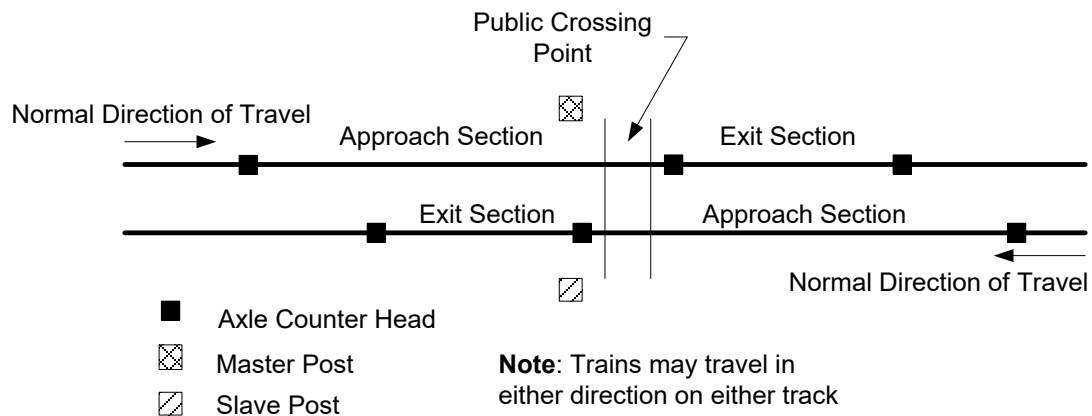 Public Crossing
Point
Normal Direction of Travel
Approach Section
Exit Section
Exit Section
Approach Section
Normal Direction of Travel
Axle Counter Head
Master Post
Slave Post
Note: Trains may travel in
either direction on either track